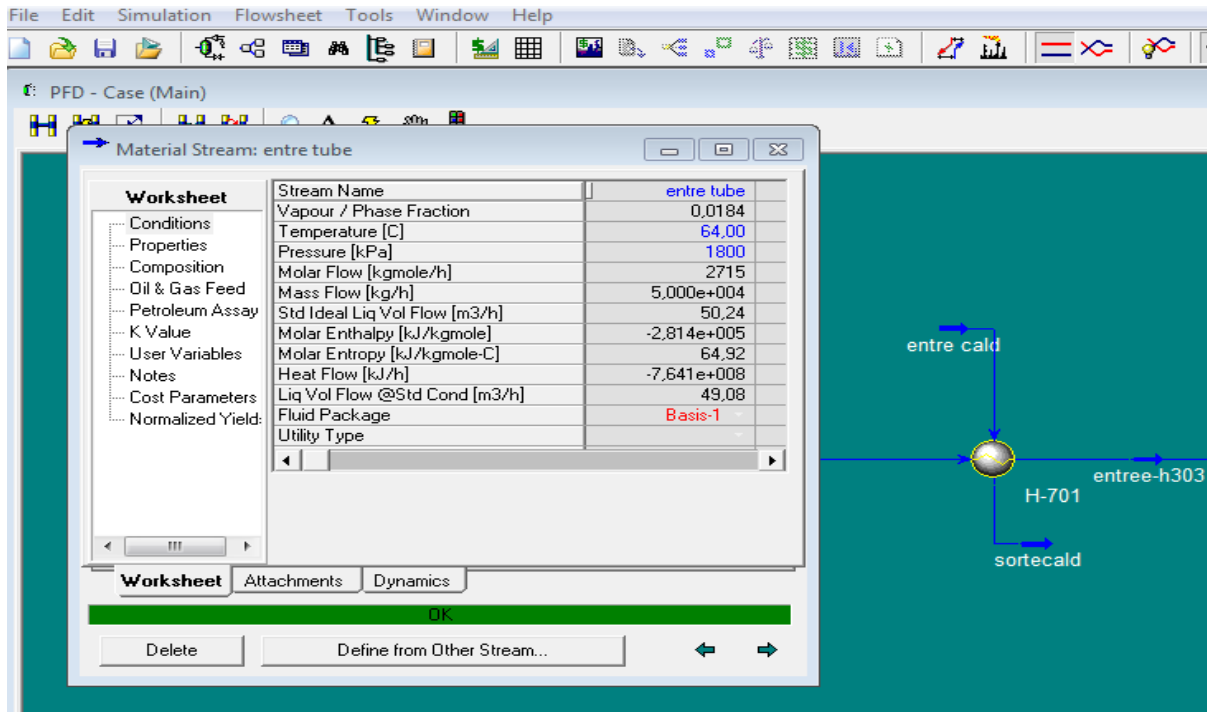 File Edit Simulation Flowsheet Tools Window Help
PFD - Case (Main)
Material Stream: entre tube
Worksheet
Conditions
Properties
Composition
Oil & Gas Feed
Petroleum Assay
K Value
User Variables
Notes
Cost Parameters
Normalized Yield:
Stream Name entre tube
Vapour / Phase Fraction 0,0184
Temperature [C] 64,00
Pressure [kPa] 1800
Molar Flow [kgmole/h] 2715
Mass Flow [kg/h] 5,000e+004
Std Ideal Liq Vol Flow [m3/h] 50,24
Molar Enthalpy [kJ/kgmole] -2,814e+005
Molar Entropy [kJ/kgmole-C] 64,92
Heat Flow [kJ/h] -7,641e+008
Liq Vol Flow @Std Cond [m3/h] 49,08
Fluid Package Basis-1
Utility Type
Worksheet Attachments Dynamics
OK
Delete Define from Other Stream...
entre cald
entree-h303
H-701
sortecald